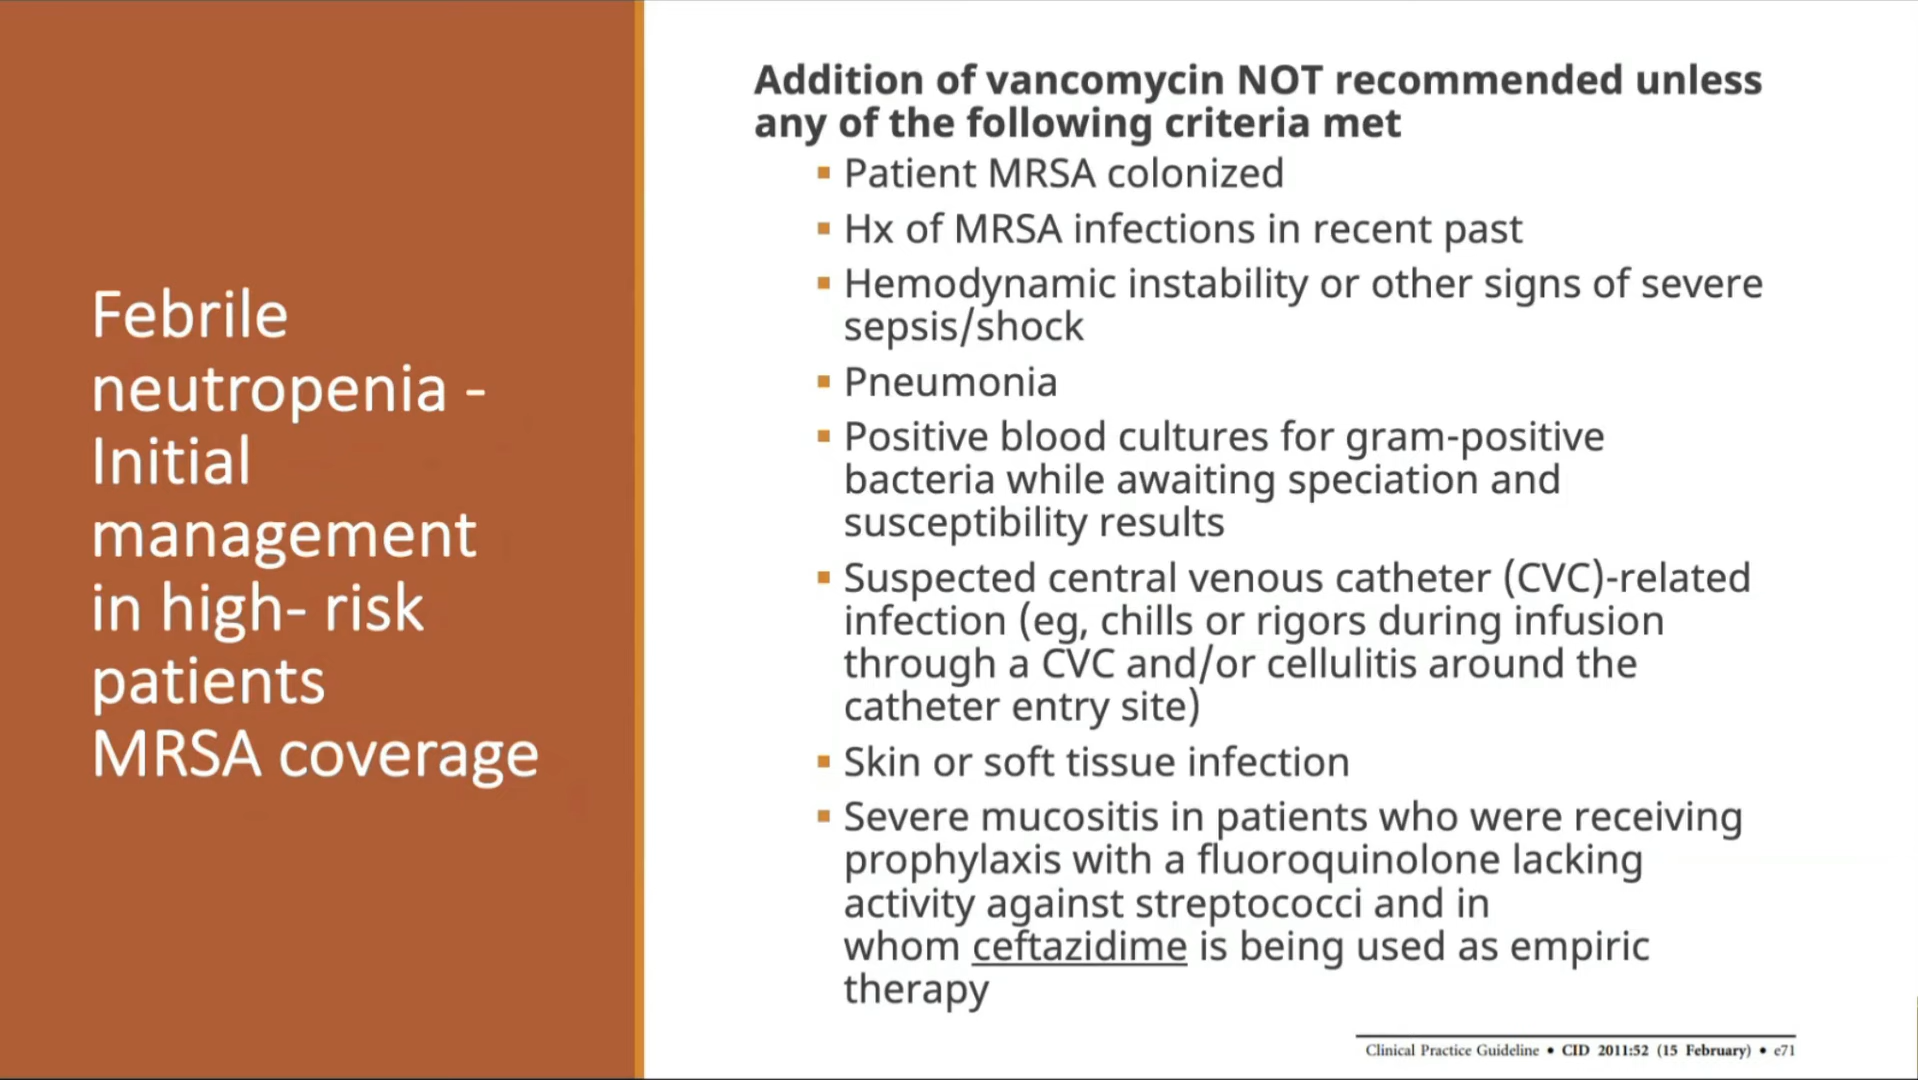 Febrile
neutropenia -
Initial
management
in high- risk
patients
MRSA coverage
Addition of vancomycin NOT recommended unless
any of the following criteria met
▪ Patient MRSA colonized
▪ Hx of MRSA infections in recent past
▪ Hemodynamic instability or other signs of severe
sepsis/shock
▪ Pneumonia
▪ Positive blood cultures for gram-positive
bacteria while awaiting speciation and
susceptibility results
▪ Suspected central venous catheter (CVC)-related
infection (eg, chills or rigors during infusion
through a CVC and/or cellulitis around the
catheter entry site)
▪ Skin or soft tissue infection
▪ Severe mucositis in patients who were receiving
prophylaxis with a fluoroquinolone lacking
activity against streptococci and in
whom ceftazidime is being used as empiric
therapy
Clinical Practice Guideline • CID 2011:52 (15 February) • e71